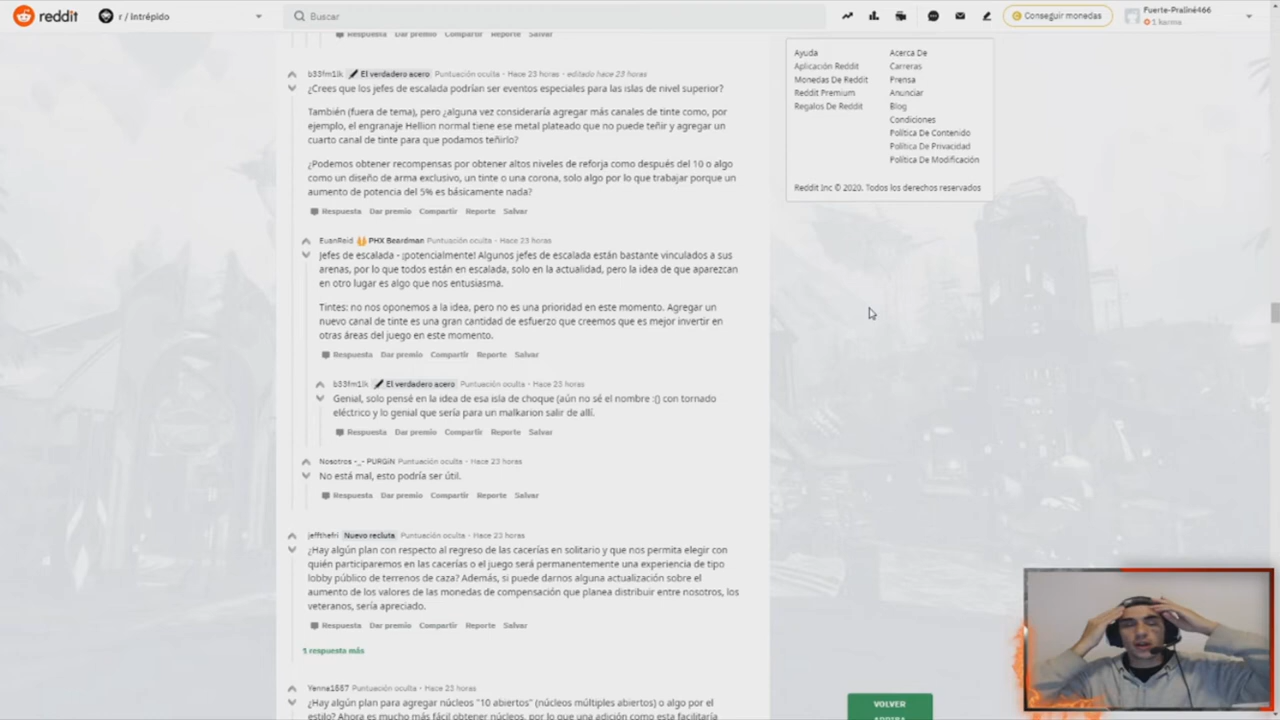 reddit
r / Intrépido
Buscar
Conseguir monedas
Fuerte-Praliné466
1 karma
Respuesta Dar premio Compartir Reporte Salvar
b33fm1lk El verdadero acero Puntuación oculta · Hace 23 horas · editado hace 23 horas
¿Crees que los jefes de escalada podrían ser eventos especiales para las islas de nivel superior?
También (fuera de tema), pero ¿alguna vez consideraría agregar más canales de tinte como, por
ejemplo, el engranaje Hellion normal tiene ese metal plateado que no puede teñir y agregar un
cuarto canal de tinte para que podamos teñirlo?
¿Podemos obtener recompensas por obtener altos niveles de reforja como después del 10 o algo
como un diseño de arma exclusivo, un tinte o una corona, solo algo por lo que trabajar porque un
aumento de potencia del 5% es básicamente nada?
Respuesta Dar premio Compartir Reporte Salvar
EuanReid PHX Beardman Puntuación oculta · Hace 23 horas
Jefes de escalada - ¡potencialmente! Algunos jefes de escalada están bastante vinculados a sus
arenas, por lo que todos están en escalada, solo en la actualidad, pero la idea de que aparezcan
en otro lugar es algo que nos entusiasma.
Tintes: no nos oponemos a la idea, pero no es una prioridad en este momento. Agregar un
nuevo canal de tinte es una gran cantidad de esfuerzo que creemos que es mejor invertir en
otras áreas del juego en este momento.
Respuesta Dar premio Compartir Reporte Salvar
b33fm1lk El verdadero acero Puntuación oculta · Hace 23 horas
Genial, solo pensé en la idea de esa isla de choque (aún no sé el nombre :() con tornado
eléctrico y lo genial que sería para un malkarion salir de allí.
Respuesta Dar premio Compartir Reporte Salvar
Nosotros -_- PURGiN Puntuación oculta · Hace 23 horas
No está mal, esto podría ser útil.
Respuesta Dar premio Compartir Reporte Salvar
jeffthefri Nuevo recluta Puntuación oculta · Hace 23 horas
¿Hay algún plan con respecto al regreso de las cacerías en solitario y que nos permita elegir con
quién participaremos en las cacerías o el juego será permanentemente una experiencia de tipo
lobby público de terrenos de caza? Además, si puede darnos alguna actualización sobre el
aumento de los valores de las monedas de compensación que planea distribuir entre nosotros, los
veteranos, sería apreciado.
Respuesta Dar premio Compartir Reporte Salvar
1 respuesta más
Yenna1587 Puntuación oculta · Hace 23 horas
¿Hay algún plan para agregar núcleos "10 abiertos" (núcleos múltiples abiertos) o algo por el
estilo? Ahora es mucho más fácil obtener núcleos, por lo que una adición como esta facilitaría
Ayuda Acerca De
Aplicación Reddit Carreras
Monedas De Reddit Prensa
Reddit Premium Anunciar
Regalos De Reddit Blog
Condiciones
Política De Contenido
Política De Privacidad
Política De Modificación
Reddit Inc © 2020. Todos los derechos reservados
VOLVER
ARRIBA